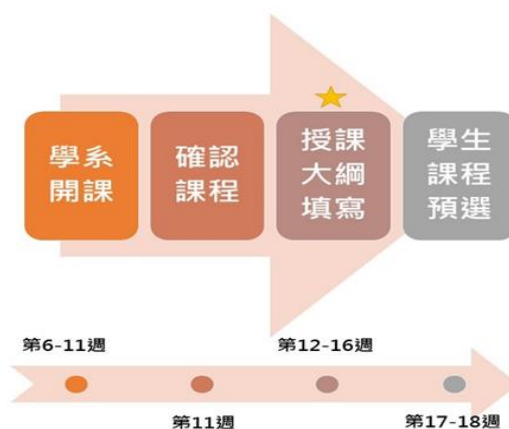 學系
開課
確認
課程
授課
大綱
填寫
學生
課程
預選
第6-11週
第11週
第12-16週
第17-18週